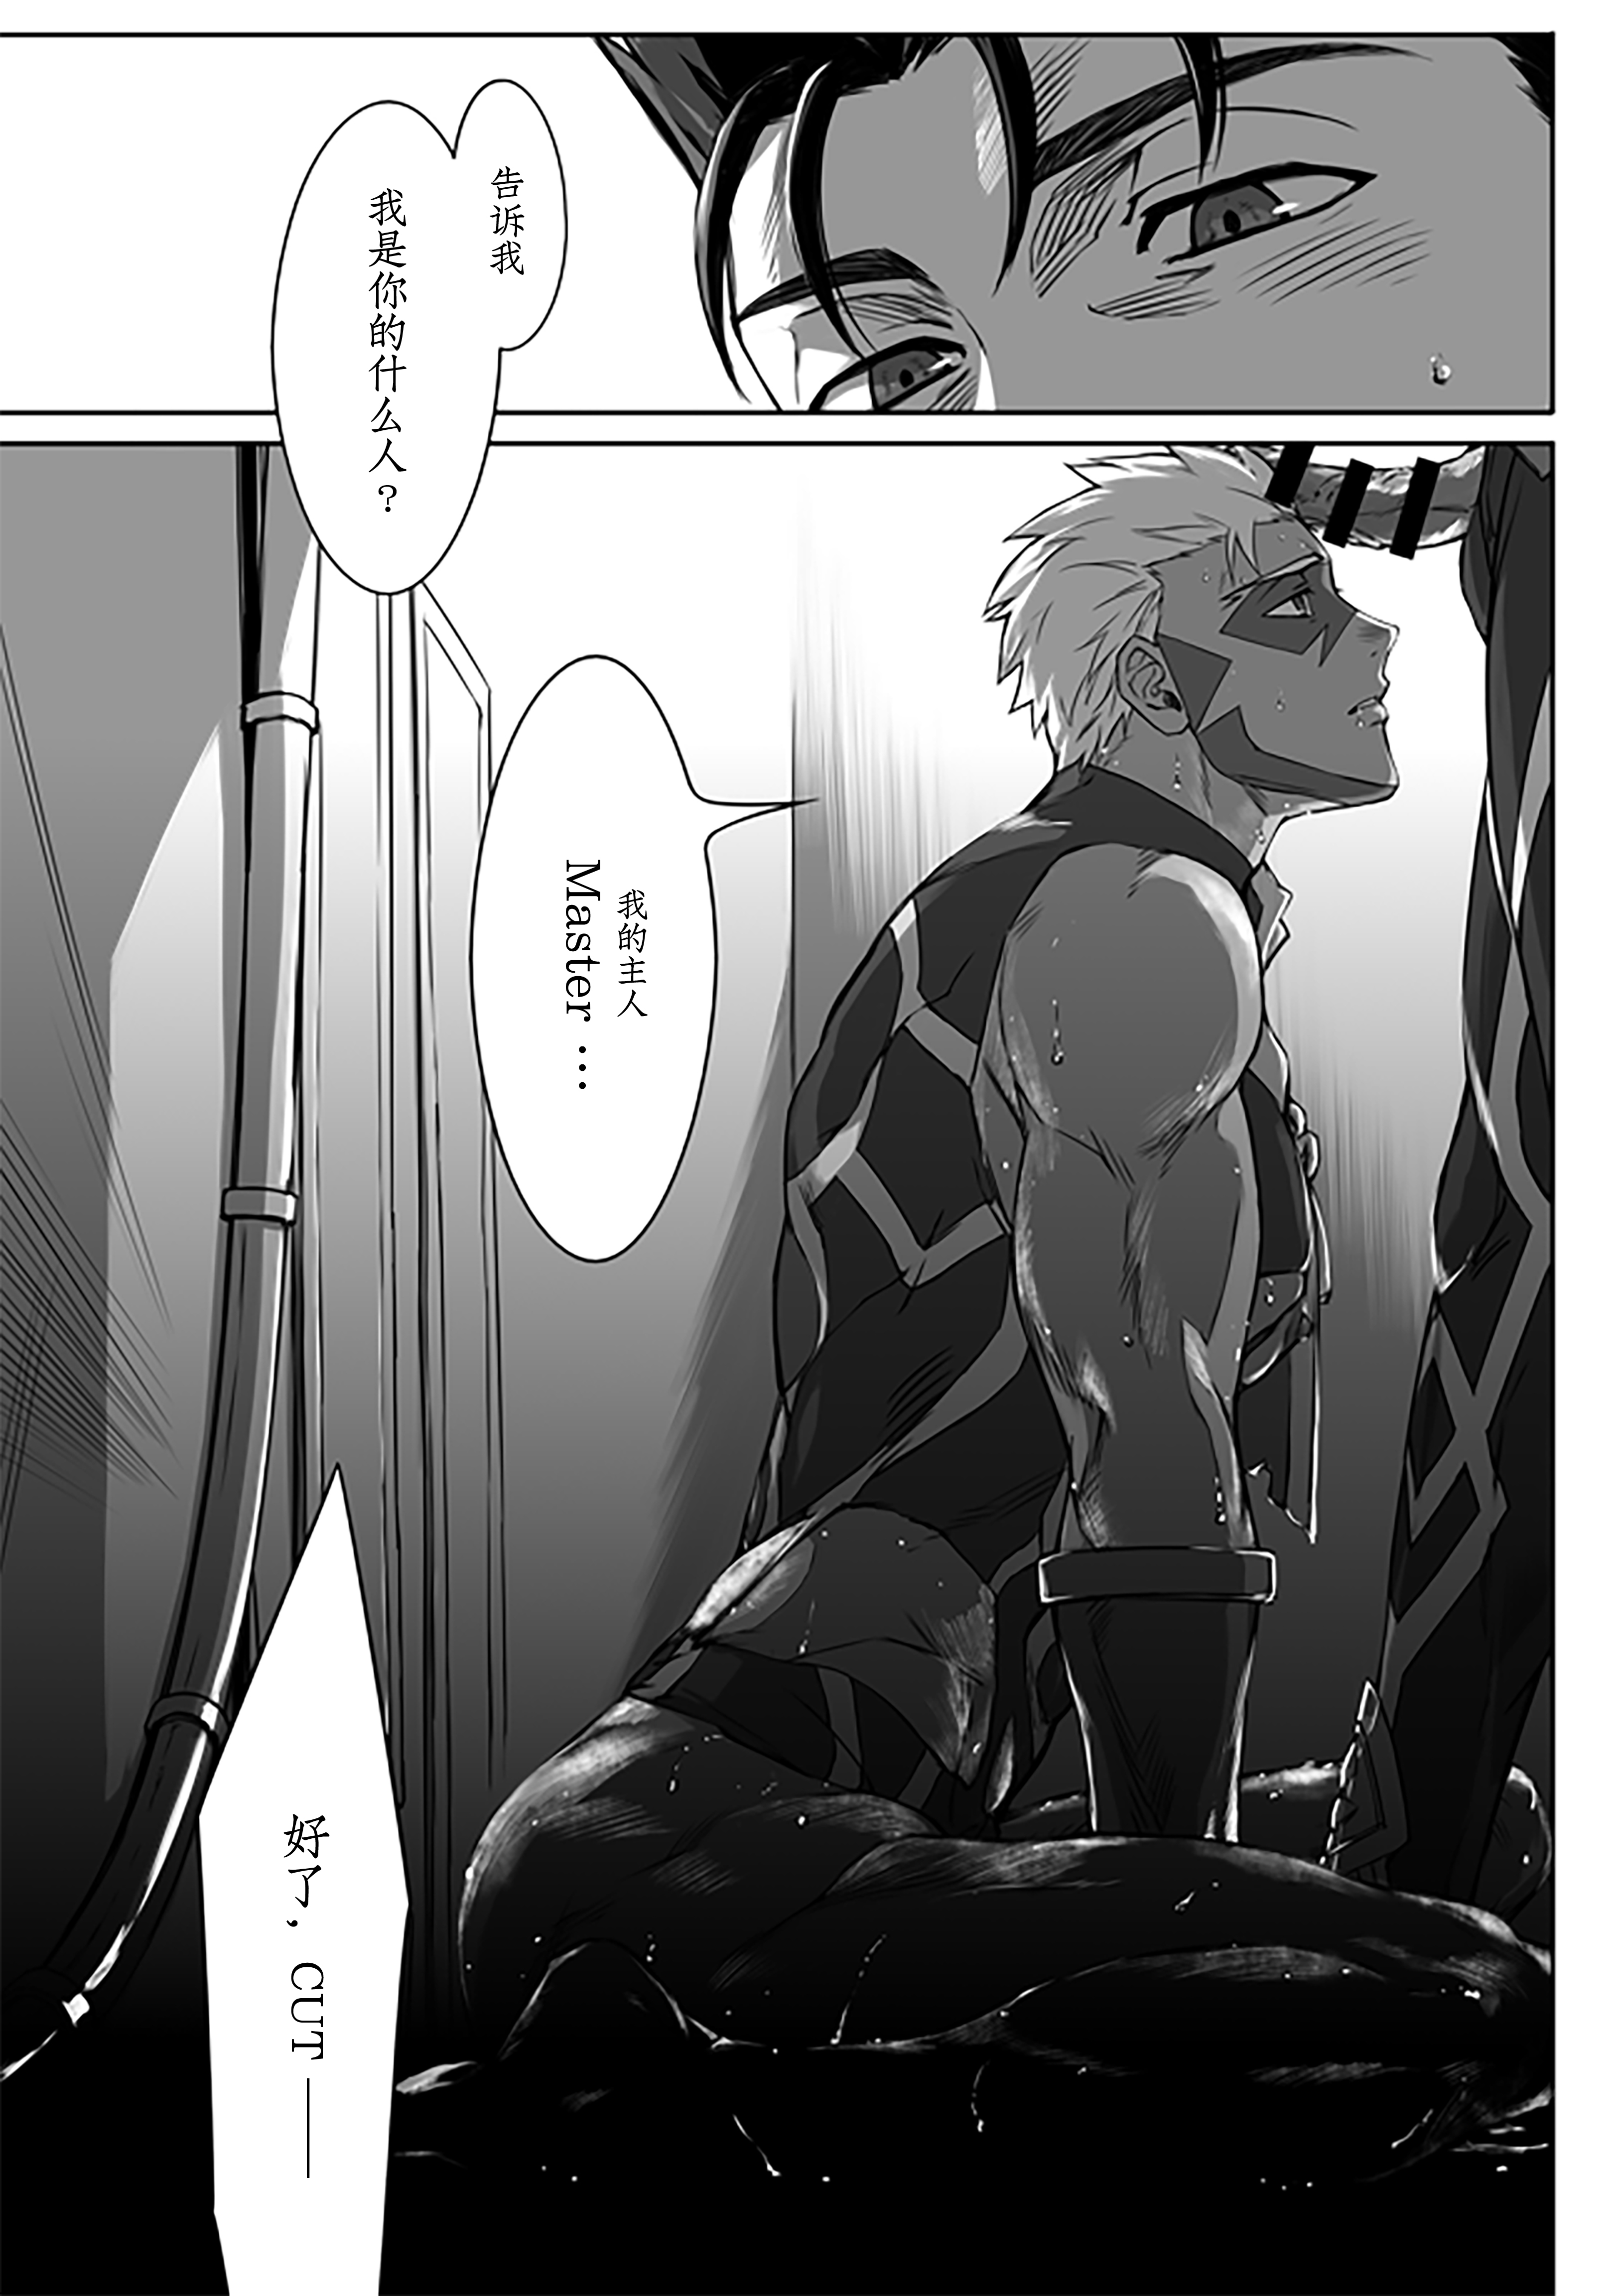 告诉我
我是你的什么人？
我的主人
Master …
好了，CUT ——